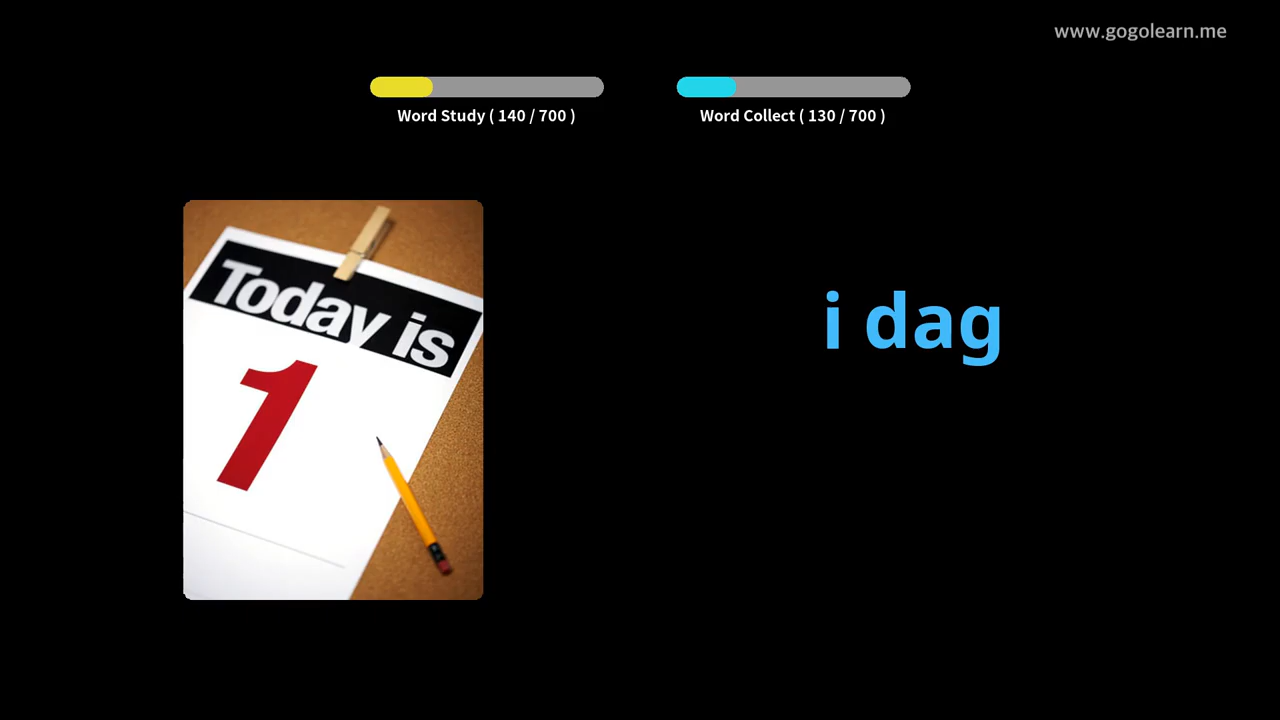 www.gogolearn.me
Word Study ( 140 / 700 )
Word Collect ( 130 / 700 )
Today is
1
i dag